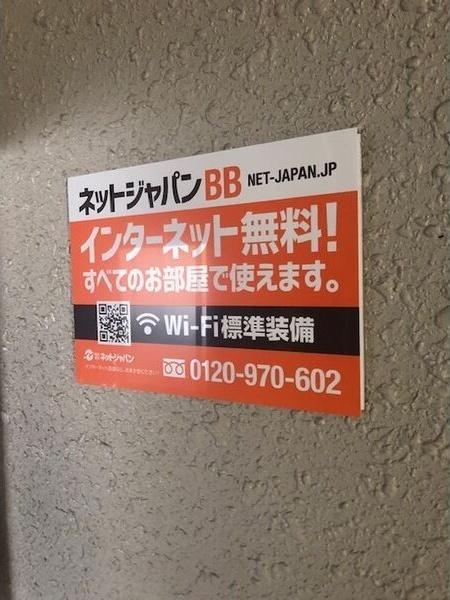 ネットジャパンBB NET-JAPAN.JP
インターネット無料!
すべてのお部屋で使えます。
Wi-Fi標準装備
ネットジャパン
0120-970-602